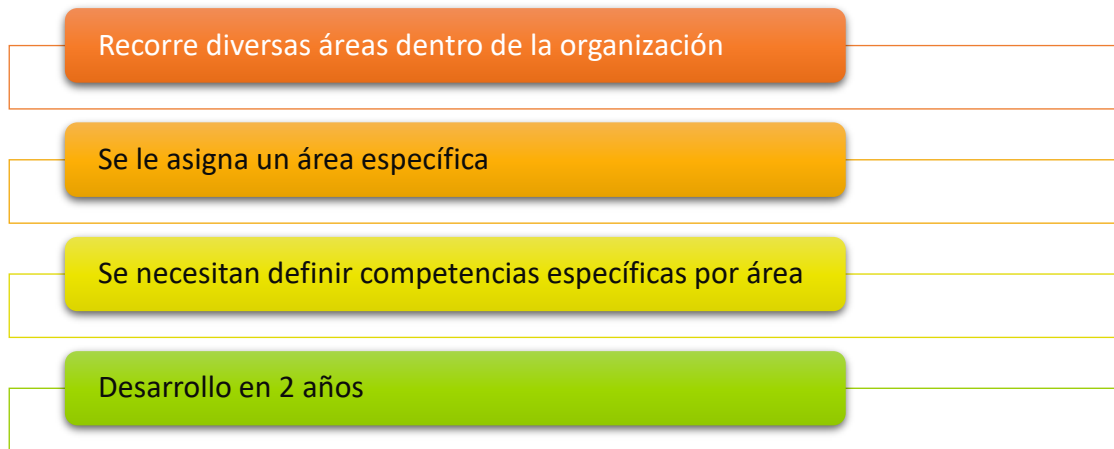 Recorre diversas áreas dentro de la organización
Se le asigna un área específica
Se necesitan definir competencias específicas por área
Desarrollo en 2 años